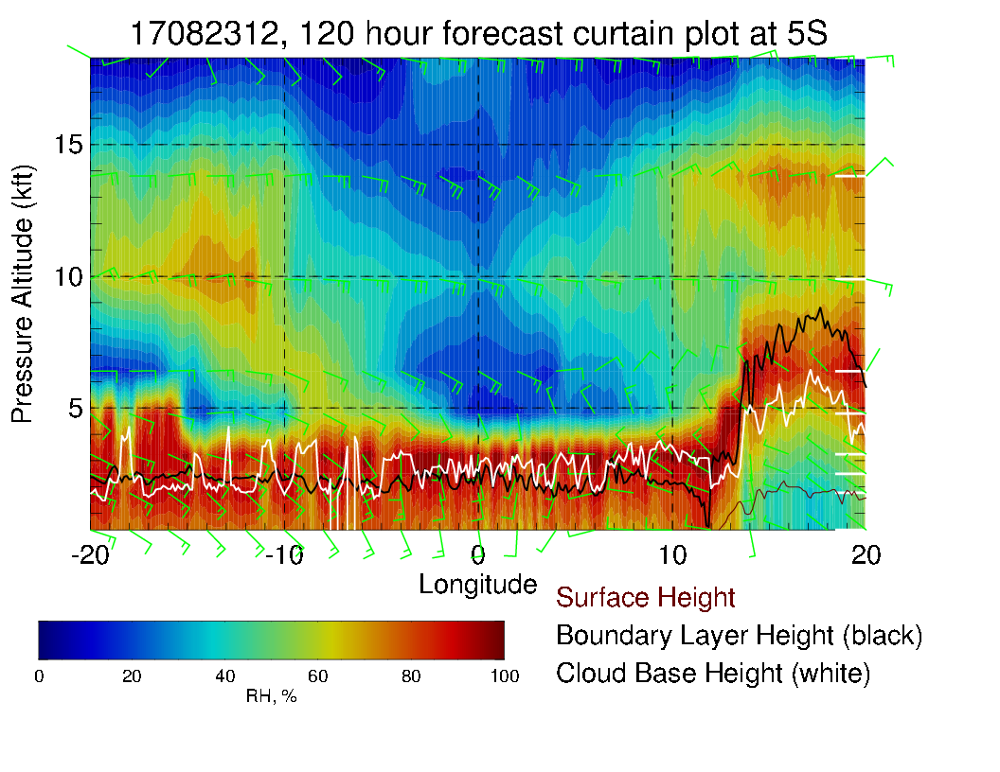 17082312, 120 hour forecast curtain plot at 5S
Pressure Altitude (kft)
15
10
5
-20 -10 0 10 20
Longitude
Surface Height
Boundary Layer Height (black)
Cloud Base Height (white)
0 20 40 60 80 100
RH, %